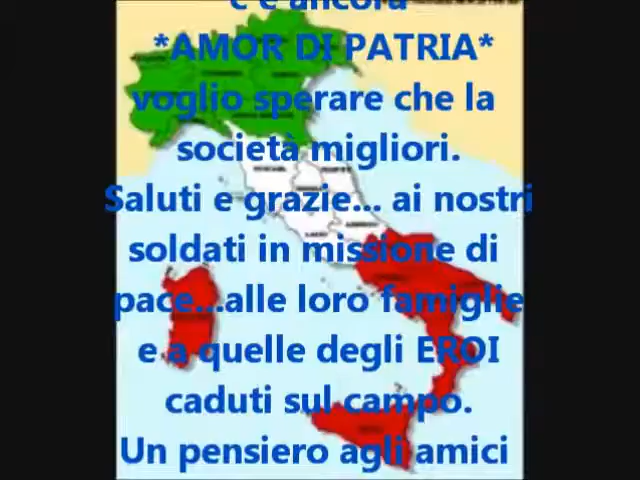 c'è ancora
*AMOR DI PATRIA*
voglio sperare che la
società migliori.
Saluti e grazie... ai nostri
soldati in missione di
pace...alle loro famiglie
e a quelle degli EROI
caduti sul campo.
Un pensiero agli amici